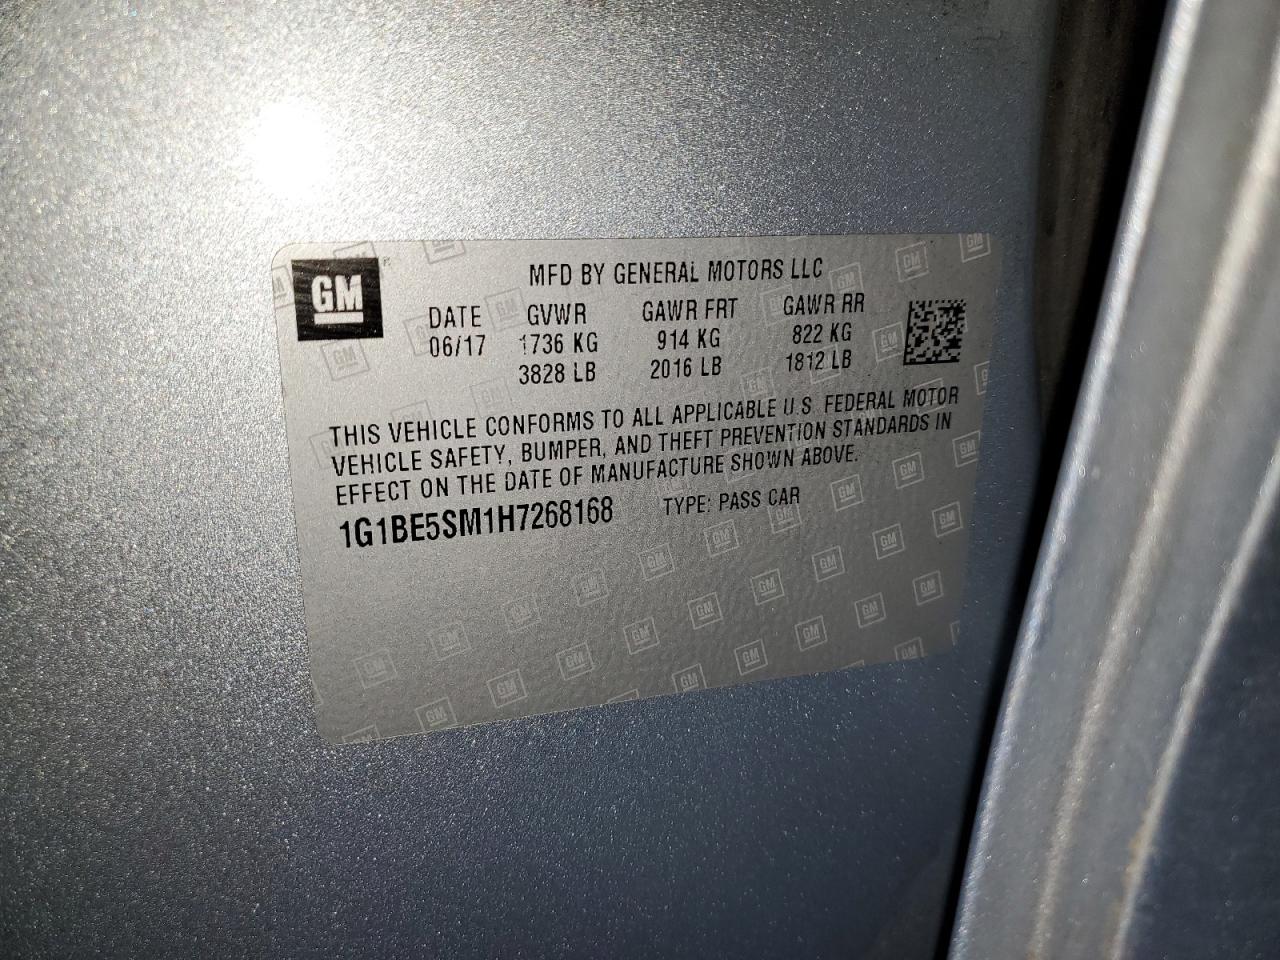 GM
MFD BY GENERAL MOTORS LLC
DATE GVWR GAWR FRT GAWR RR
06/17 1736 KG 914 KG 822 KG
3828 LB 2016 LB 1812 LB
THIS VEHICLE CONFORMS TO ALL APPLICABLE U.S. FEDERAL MOTOR
VEHICLE SAFETY, BUMPER, AND THEFT PREVENTION STANDARDS IN
EFFECT ON THE DATE OF MANUFACTURE SHOWN ABOVE.
1G1BE5SM1H7268168 TYPE: PASS CAR